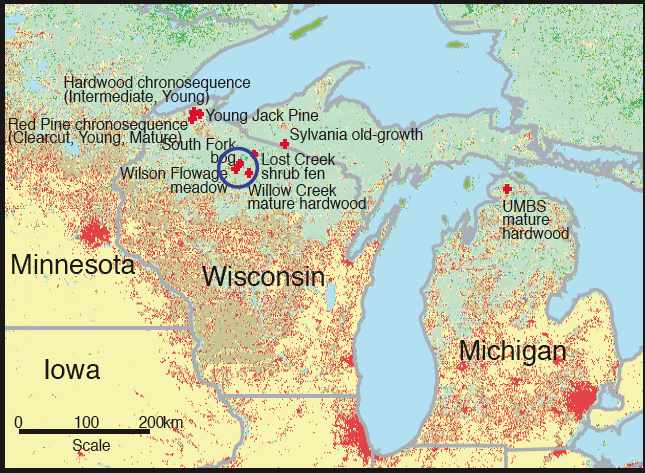 Hardwood chronosequence
(Intermediate, Young)
Young Jack Pine
Red Pine chronosequence
(Clearcut, Young, Mature)
Sylvania old-growth
South Fork
bog
Lost Creek
shrub fen
Wilson Flowage
meadow
Willow Creek
mature hardwood
UMBS
mature
hardwood
Minnesota
Wisconsin
Michigan
Iowa
0 100 200km
Scale